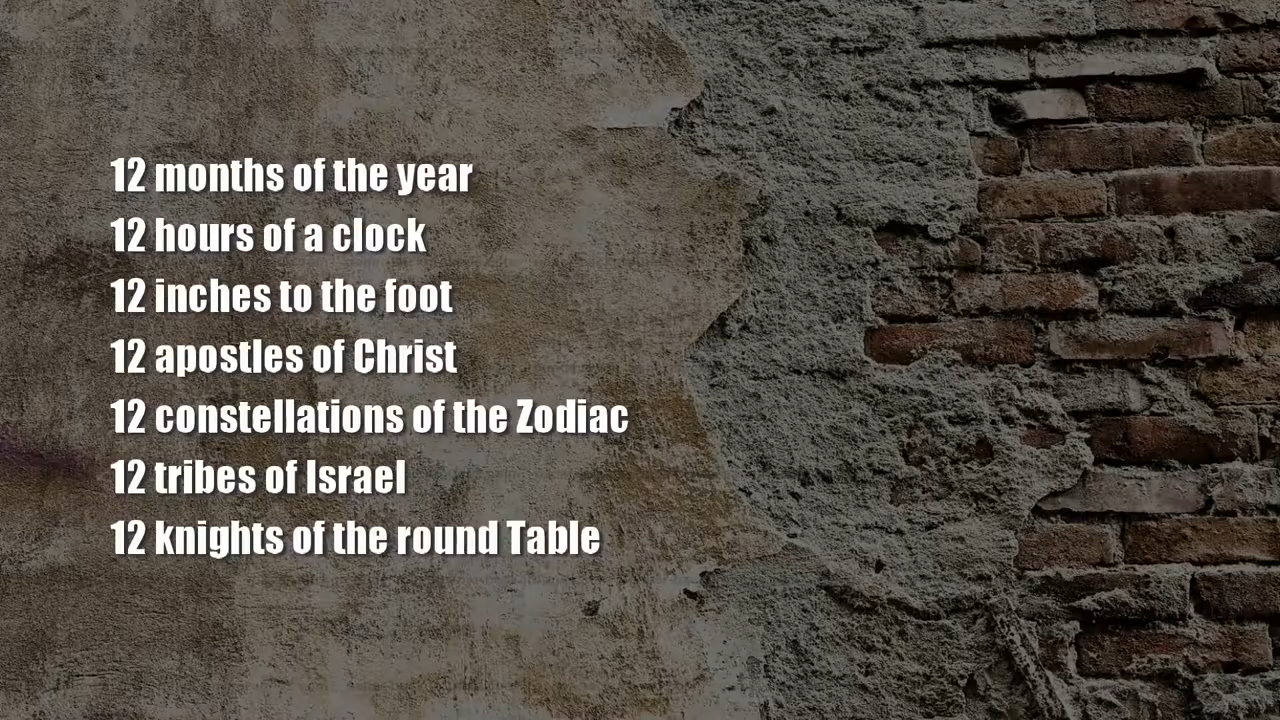 12 months of the year
12 hours of a clock
12 inches to the foot
12 apostles of Christ
12 constellations of the Zodiac
12 tribes of Israel
12 knights of the round Table